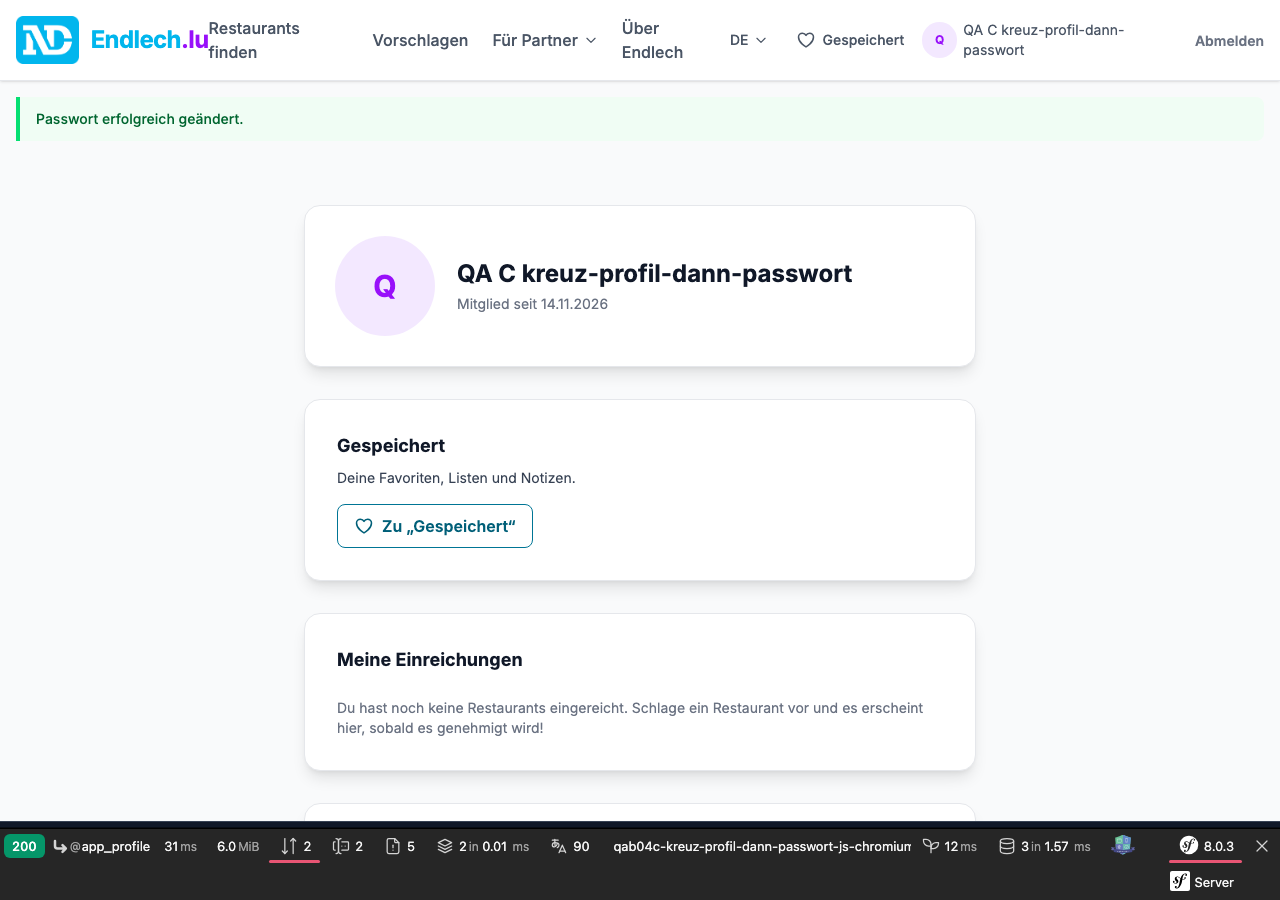 Endlech.lu
Restaurants
finden
Vorschlagen
Für Partner
Über
Endlech
DE
Gespeichert
Q
QA C kreuz-profil-dann-
passwort
Abmelden
Passwort erfolgreich geändert.
Q
QA C kreuz-profil-dann-passwort
Mitglied seit 14.11.2026
Gespeichert
Deine Favoriten, Listen und Notizen.
Zu „Gespeichert“
Meine Einreichungen
Du hast noch keine Restaurants eingereicht. Schlage ein Restaurant vor und es erscheint
hier, sobald es genehmigt wird!
200 @app_profile 31 ms 6.0 MiB 2 2 5 2 in 0.01 ms 90 qab04c-kreuz-profil-dann-passwort-js-chromium 12 ms 3 in 1.57 ms 8.0.3
Server